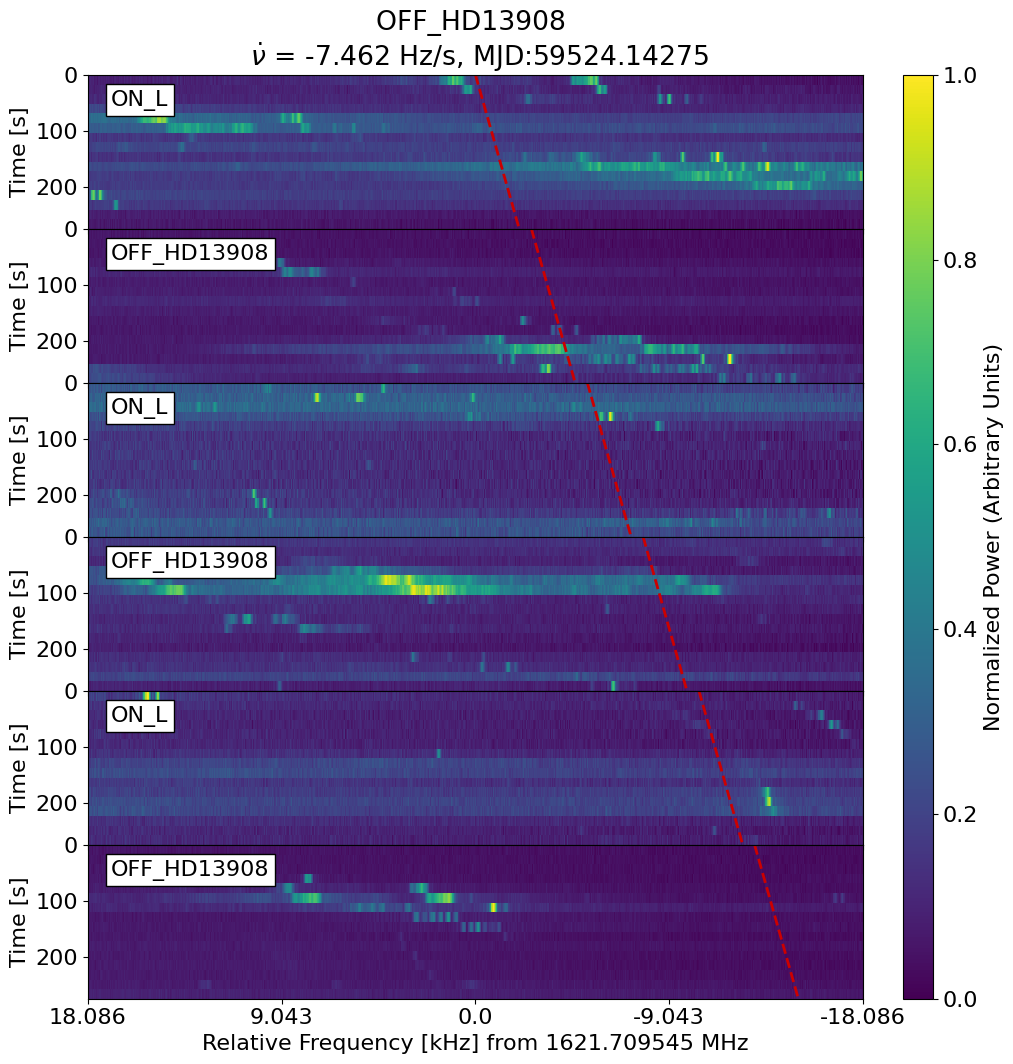 OFF_HD13908
ν̇ = -7.462 Hz/s, MJD:59524.14275
0
ON_L
100
Time [s]
200
0
OFF_HD13908
100
Time [s]
200
0
ON_L
100
Time [s]
200
0
OFF_HD13908
100
Time [s]
200
0
ON_L
100
Time [s]
200
0
OFF_HD13908
100
Time [s]
200
18.086 9.043 0.0 -9.043 -18.086
Relative Frequency [kHz] from 1621.709545 MHz
1.0
0.8
0.6
0.4
0.2
0.0
Normalized Power (Arbitrary Units)